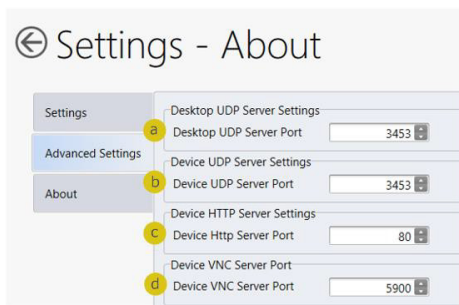 Settings - About
Settings
Advanced Settings
About
Desktop UDP Server Settings
a Desktop UDP Server Port 3453
Device UDP Server Settings
b Device UDP Server Port 3453
Device HTTP Server Settings
c Device Http Server Port 80
Device VNC Server Port
d Device VNC Server Port 5900